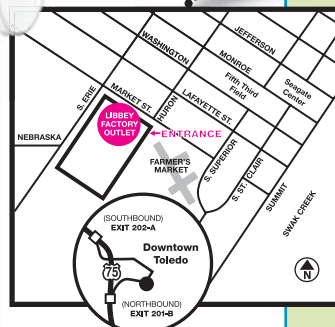 JEFFERSON
WASHINGTON
MONROE
Fifth Third
Field
Seagate
Center
MARKET ST.
S. ERIE
HURON
LAFAYETTE ST.
LIBBEY
FACTORY
OUTLET
ENTRANCE
NEBRASKA
FARMER'S
MARKET
S. SUPERIOR
S. ST. CLAIR
SUMMIT
SWAK CREEK
(SOUTHBOUND)
EXIT 202-A
Downtown
Toledo
75
N
(NORTHBOUND)
EXIT 201-B